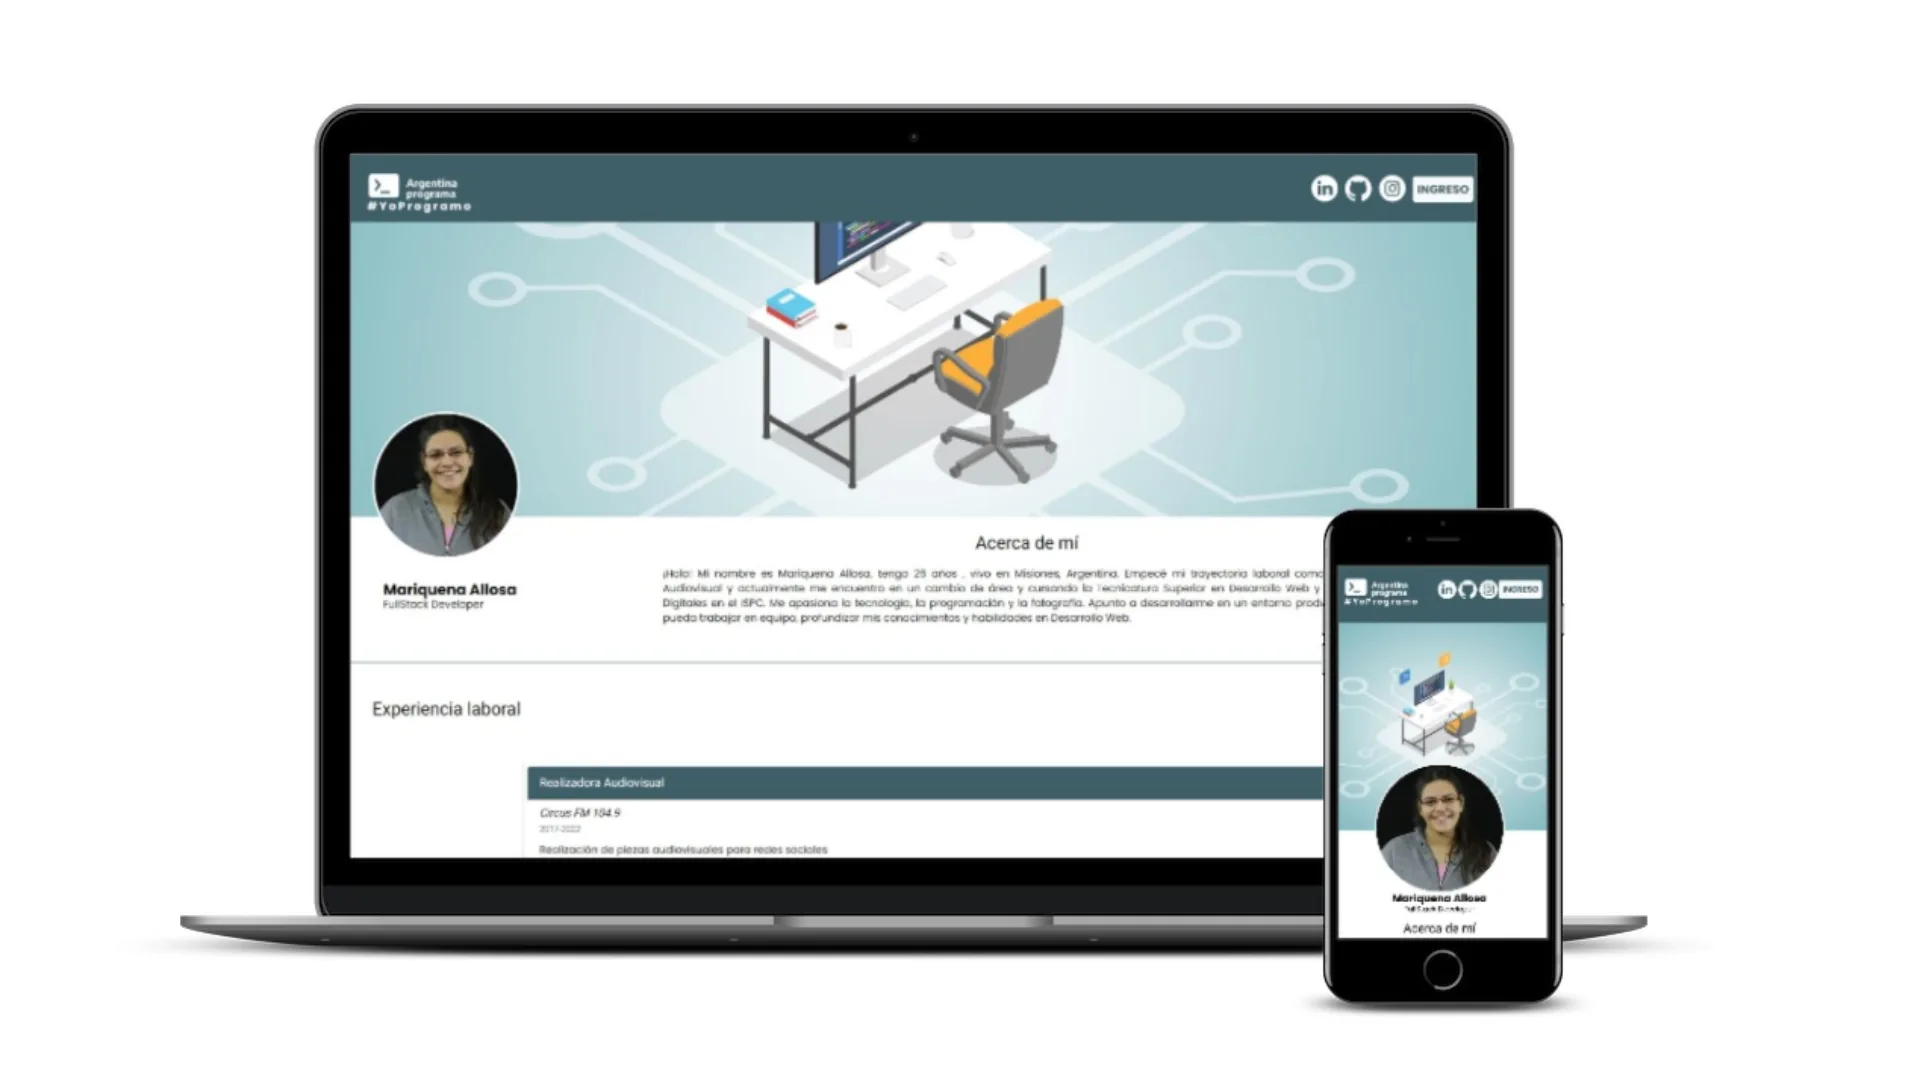 Argentina
programa
#YoProgramo
INGRESO
Mariquena Allosa
FullStack Developer
Acerca de mí
¡Hola! Mi nombre es Mariquena Allosa, tengo 28 años , vivo en Misiones, Argentina. Empecé mi trayectoria laboral como
Audiovisual y actualmente me encuentro en un cambio de área y cursando la Tecnicatura Superior en Desarrollo Web y
Digitales en el ISPC. Me apasiona la tecnología, la programación y la fotografía. Apunto a desarrollarme en un entorno
pueda trabajar en equipo, profundizar mis conocimientos y habilidades en Desarrollo Web.
Experiencia laboral
Realizadora Audiovisual
Circus FM 104.9
2017-2022
Realización de piezas audiovisuales para redes sociales
Argentina
programa
#YoProgramo
INGRESO
Mariquena Allosa
FullStack Developer
Acerca de mí